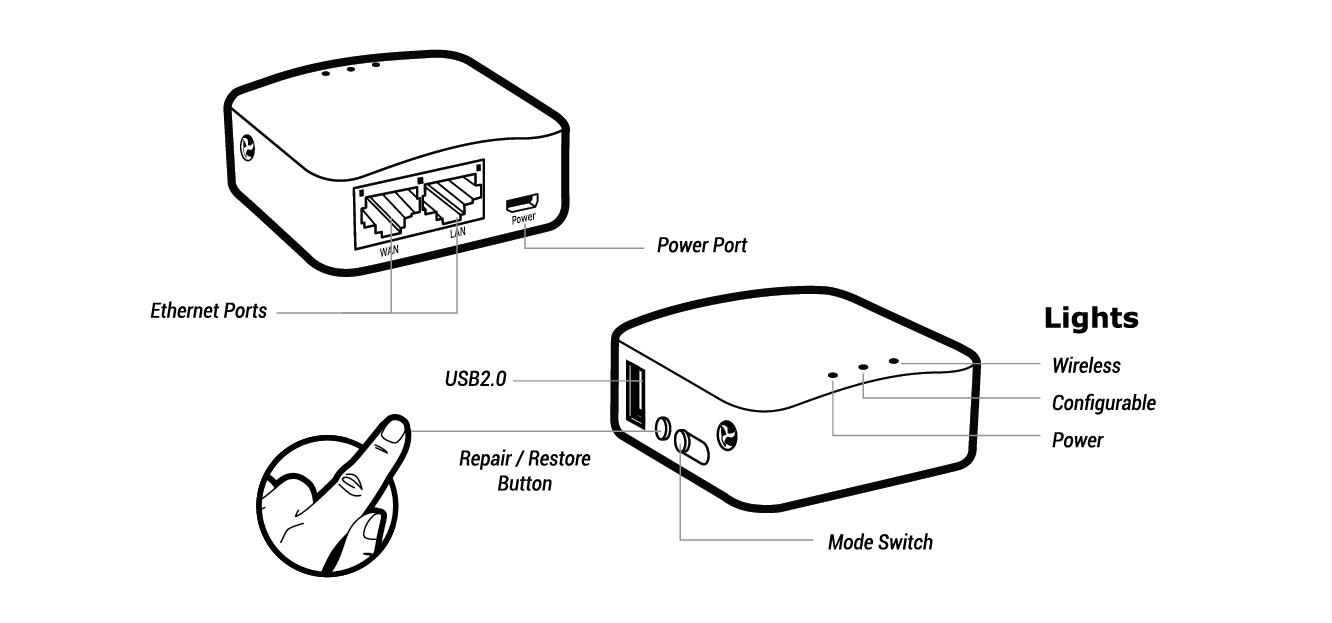 Power
WAN
LAN
Power Port
Ethernet Ports
Lights
Wireless
USB2.0
Configurable
Power
Repair / Restore
Button
Mode Switch